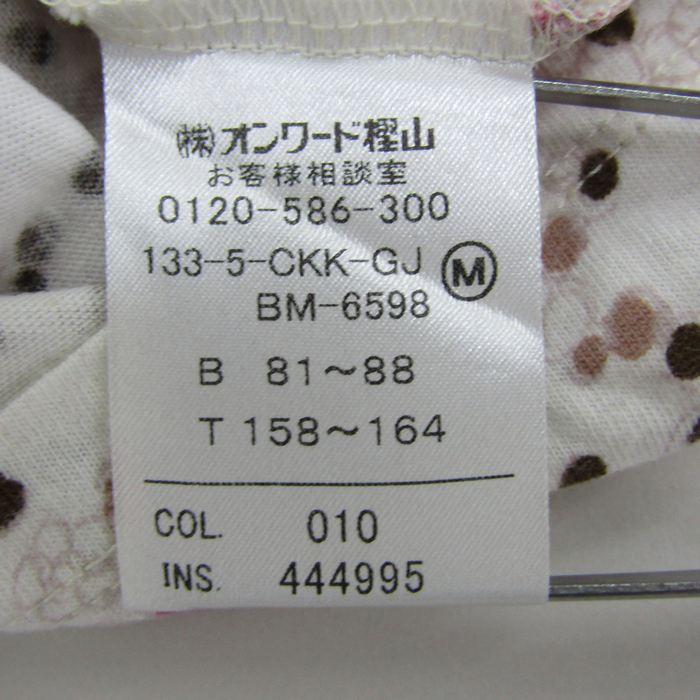 ㈱オンワード樫山
お客様相談室
0120-586-300
133-5-CKK-GJ Ⓜ
BM-6598
B 81～88
T 158～164
COL. 010
INS. 444995